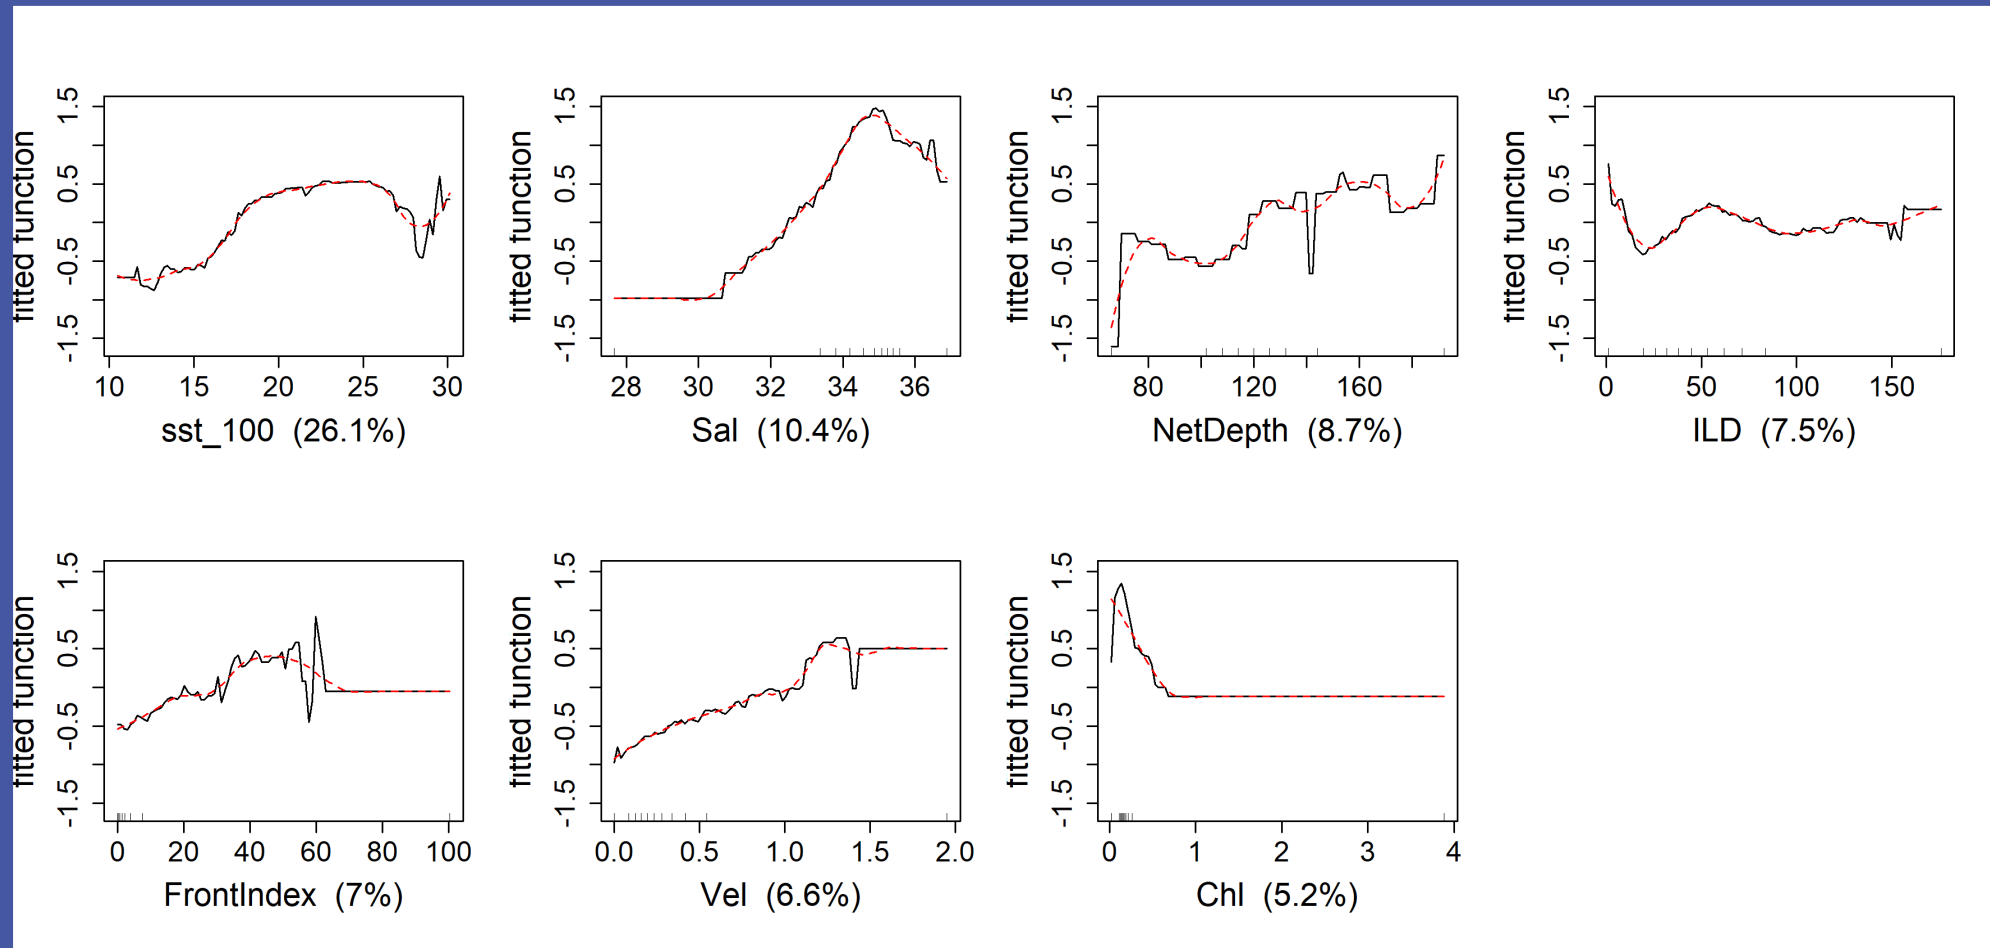 fitted function
1.5
0.5
-0.5
-1.5
10 15 20 25 30
sst_100 (26.1%)
fitted function
1.5
0.5
-0.5
-1.5
28 30 32 34 36
Sal (10.4%)
fitted function
1.5
0.5
-0.5
-1.5
80 120 160
NetDepth (8.7%)
fitted function
1.5
0.5
-0.5
-1.5
0 50 100 150
ILD (7.5%)
fitted function
1.5
0.5
-0.5
-1.5
0 20 40 60 80 100
FrontIndex (7%)
fitted function
1.5
0.5
-0.5
-1.5
0.0 0.5 1.0 1.5 2.0
Vel (6.6%)
fitted function
1.5
0.5
-0.5
-1.5
0 1 2 3 4
Chl (5.2%)